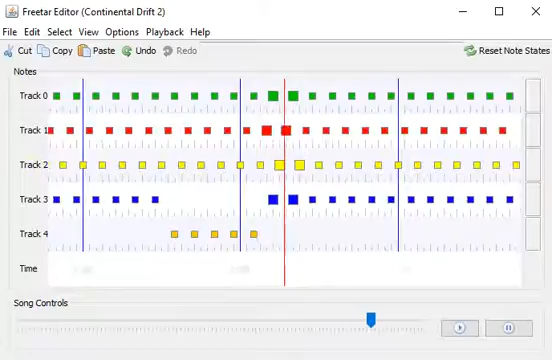 Freetar Editor (Continental Drift 2)
File Edit Select View Options Playback Help
Cut Copy Paste Undo Redo Reset Note States
Notes
Track 0
Track 1
Track 2
Track 3
Track 4
Time
Song Controls